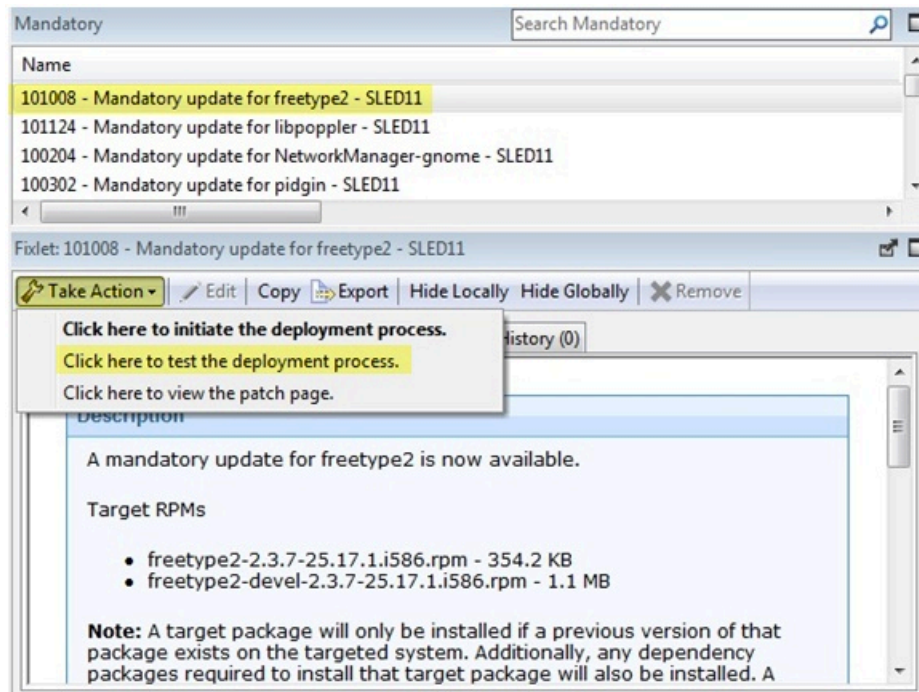 Mandatory
Search Mandatory
Name
101008 - Mandatory update for freetype2 - SLED11
101124 - Mandatory update for libpoppler - SLED11
100204 - Mandatory update for NetworkManager-gnome - SLED11
100302 - Mandatory update for pidgin - SLED11
Fixlet: 101008 - Mandatory update for freetype2 - SLED11
Take Action Edit Copy Export Hide Locally Hide Globally Remove
Click here to initiate the deployment process.
History (0)
Click here to test the deployment process.
Click here to view the patch page.
Description
A mandatory update for freetype2 is now available.
Target RPMs
• freetype2-2.3.7-25.17.1.i586.rpm - 354.2 KB
• freetype2-devel-2.3.7-25.17.1.i586.rpm - 1.1 MB
Note: A target package will only be installed if a previous version of that
package exists on the targeted system. Additionally, any dependency
packages required to install that target package will also be installed. A